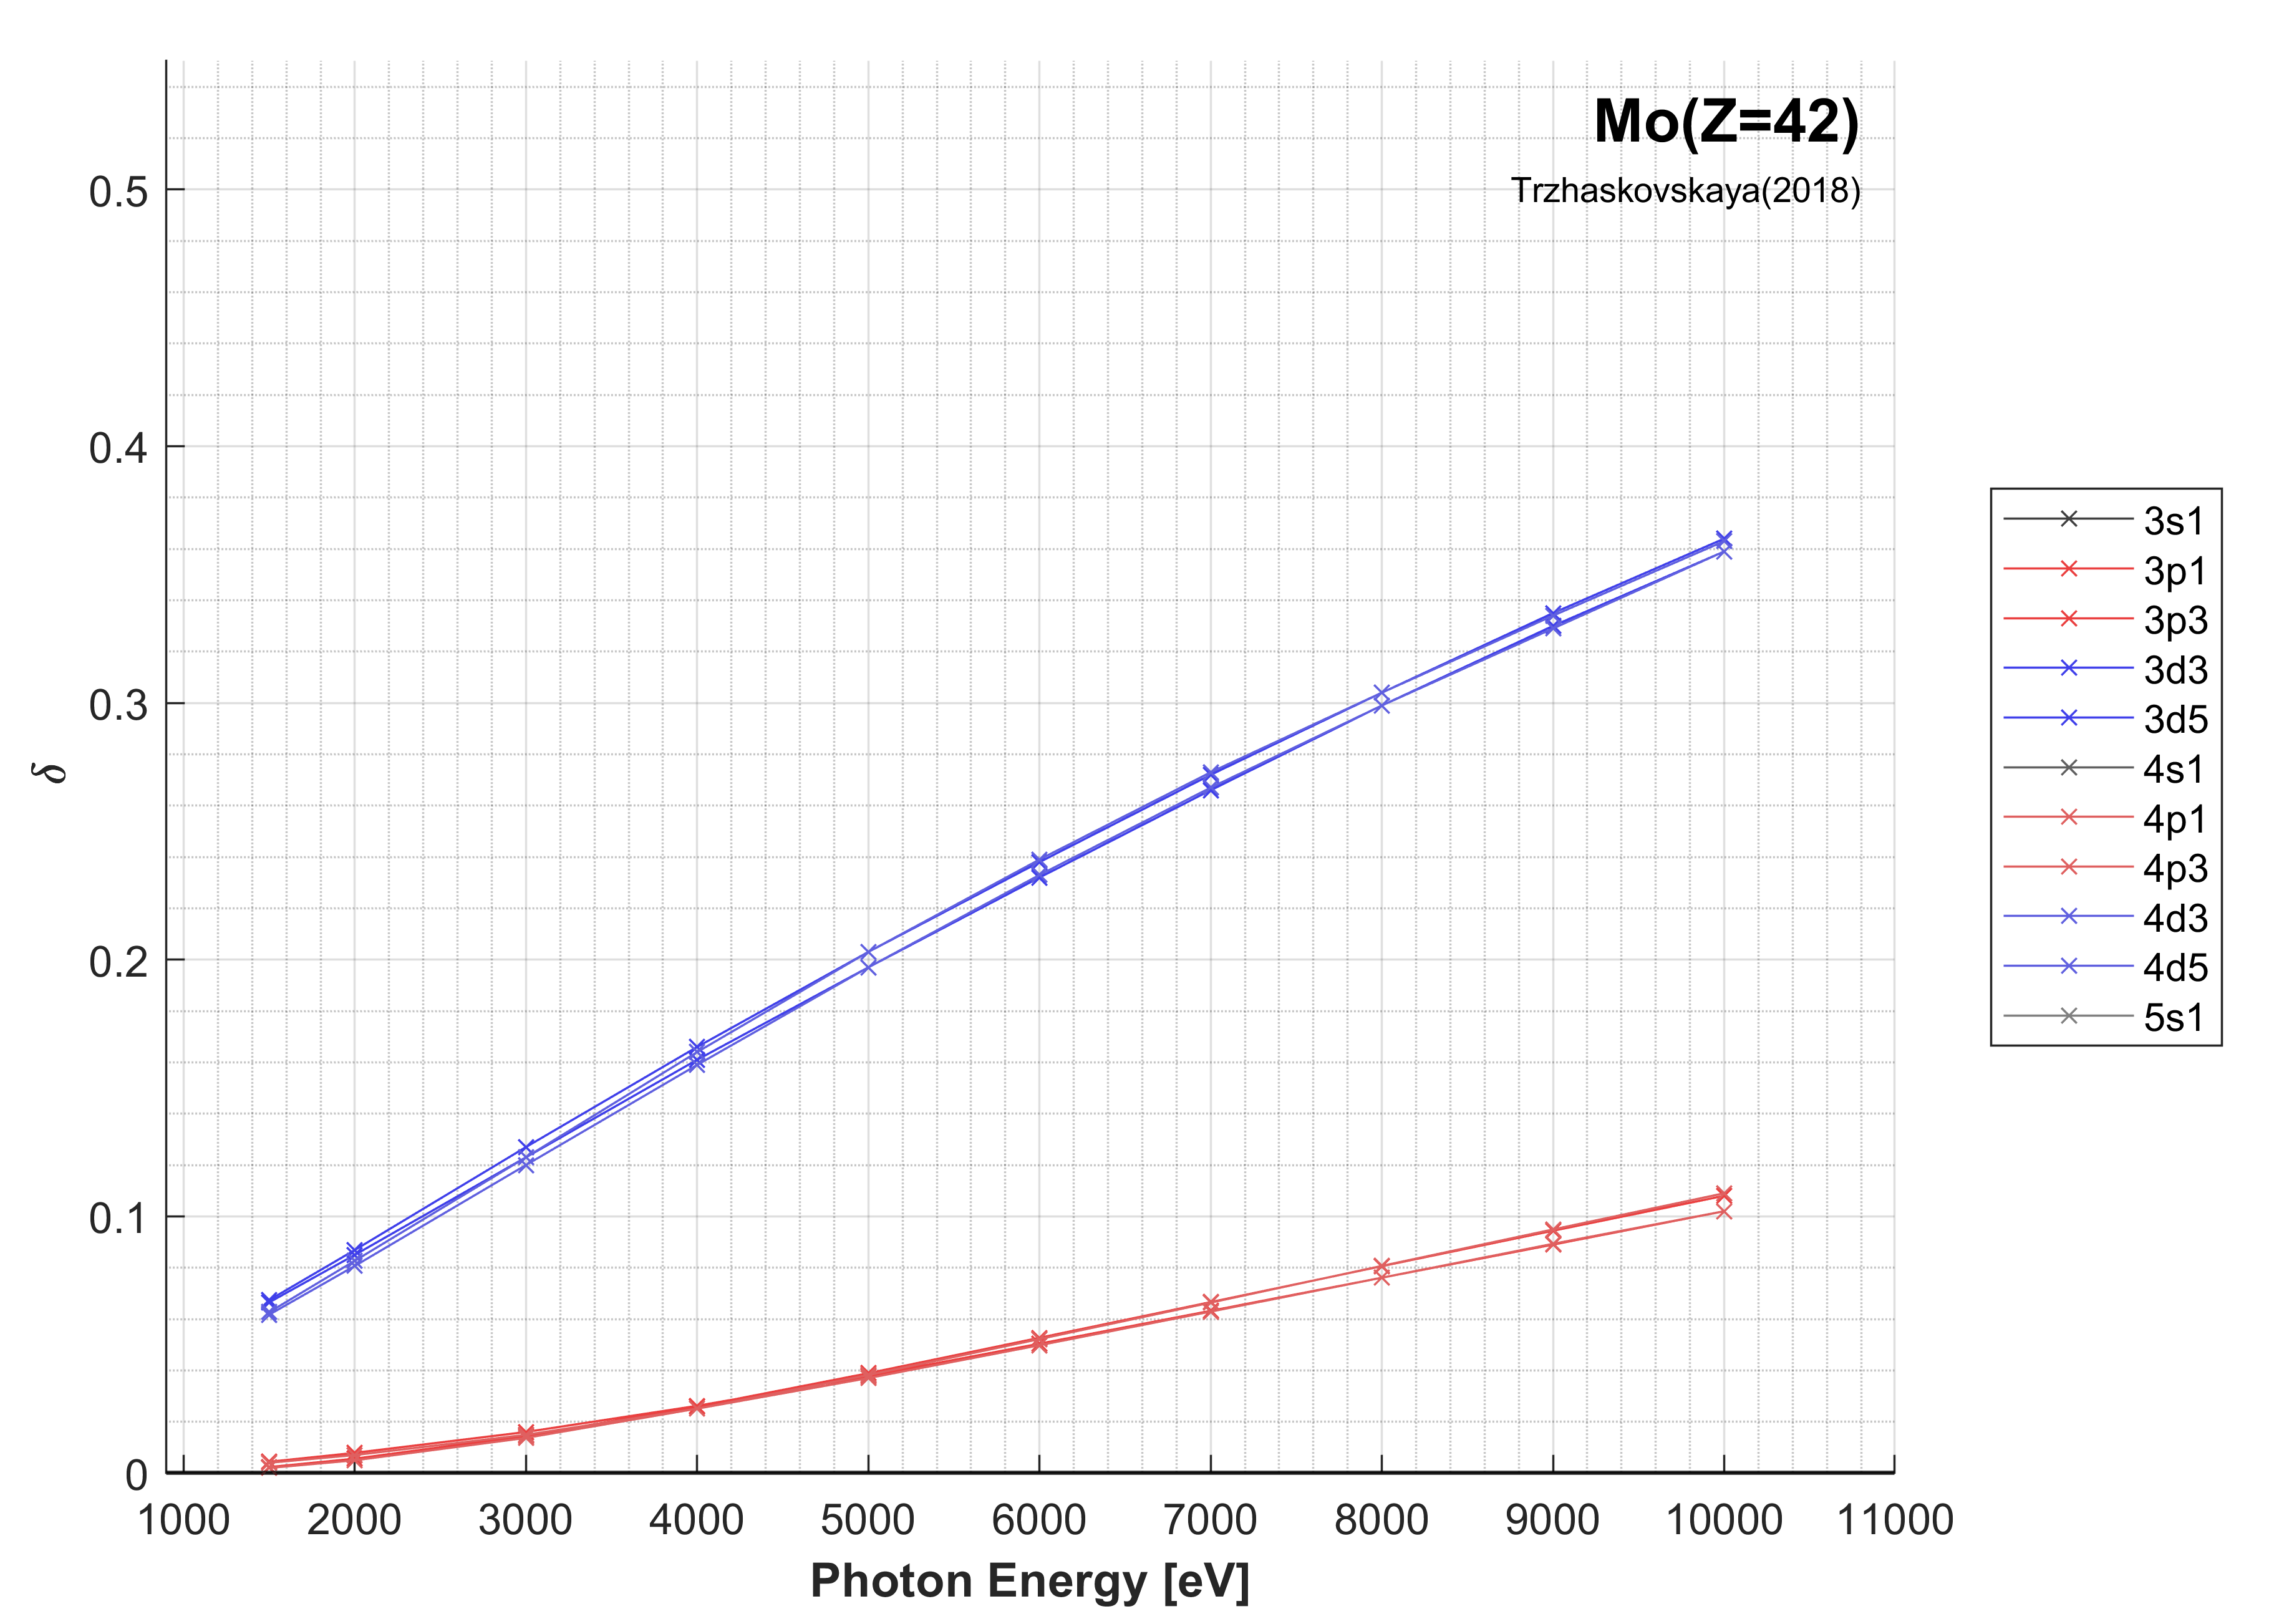 Mo(Z=42)
Trzhaskovskaya(2018)
0.5
0.4
0.3
0.2
0.1
0
δ
1000 2000 3000 4000 5000 6000 7000 8000 9000 10000 11000
Photon Energy [eV]
3s1
3p1
3p3
3d3
3d5
4s1
4p1
4p3
4d3
4d5
5s1